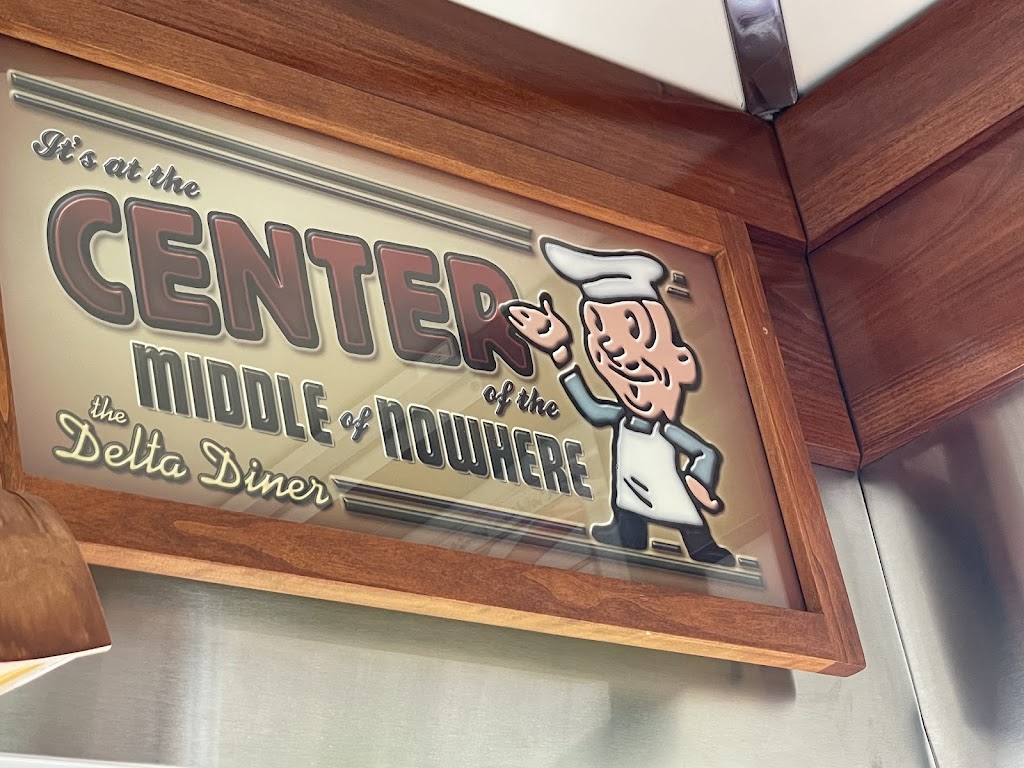 It's at the
CENTER
of the
MIDDLE of NOWHERE
the
Delta Diner